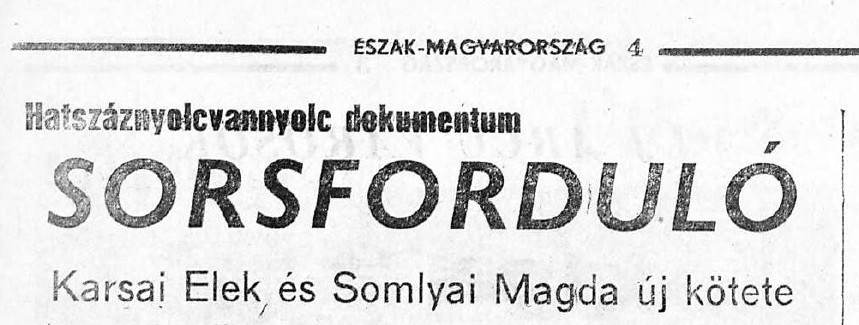 ÉSZAK-MAGYARORSZÁG 4
Hatszáznyolcvannyolc dokumentum
SORSFORDULÓ
Karsai Elek és Somlyai Magda új kötete